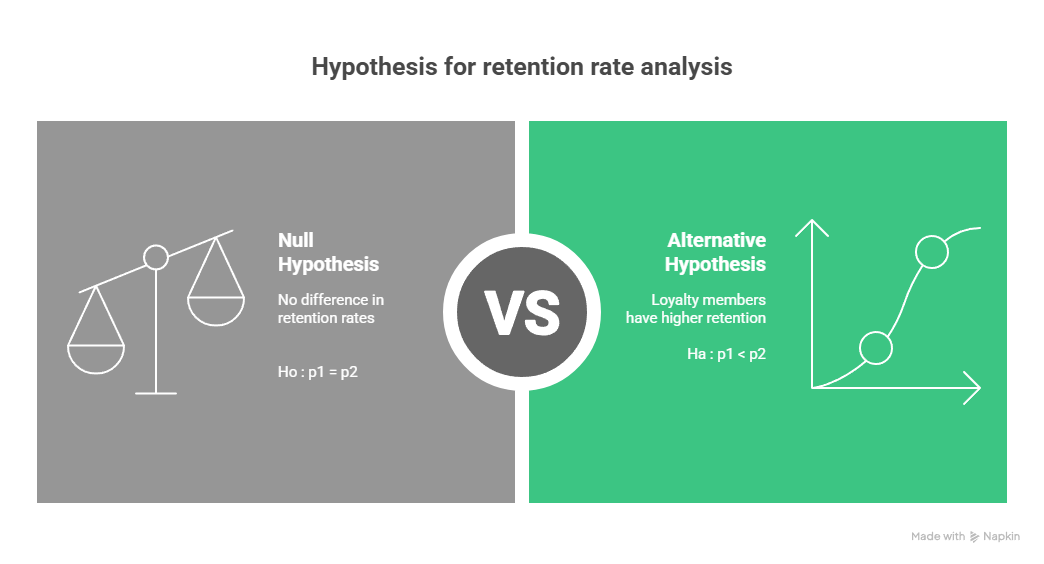 Hypothesis for retention rate analysis
Null
Hypothesis
No difference in
retention rates
Ho : p1 = p2
VS
Alternative
Hypothesis
Loyalty members
have higher retention
Ha : p1 < p2
Made with Napkin